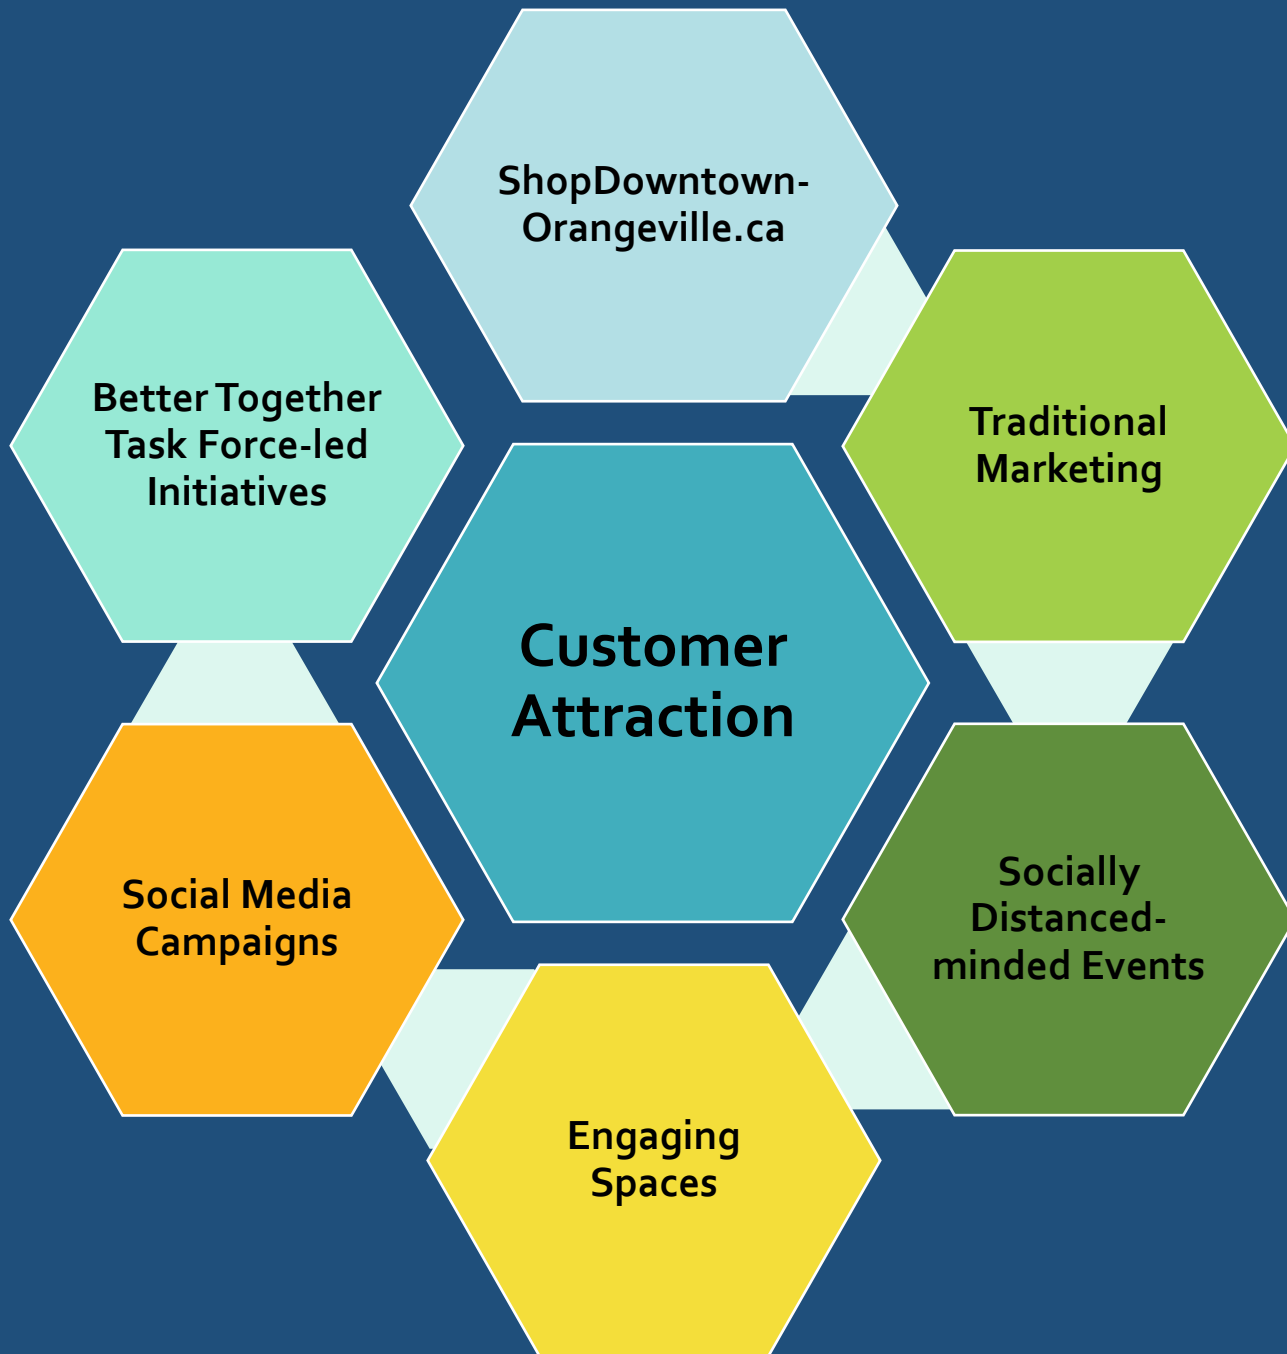 ShopDowntown-
Orangeville.ca
Traditional
Marketing
Socially
Distanced-
minded Events
Engaging
Spaces
Social Media
Campaigns
Better Together
Task Force-led
Initiatives
Customer
Attraction